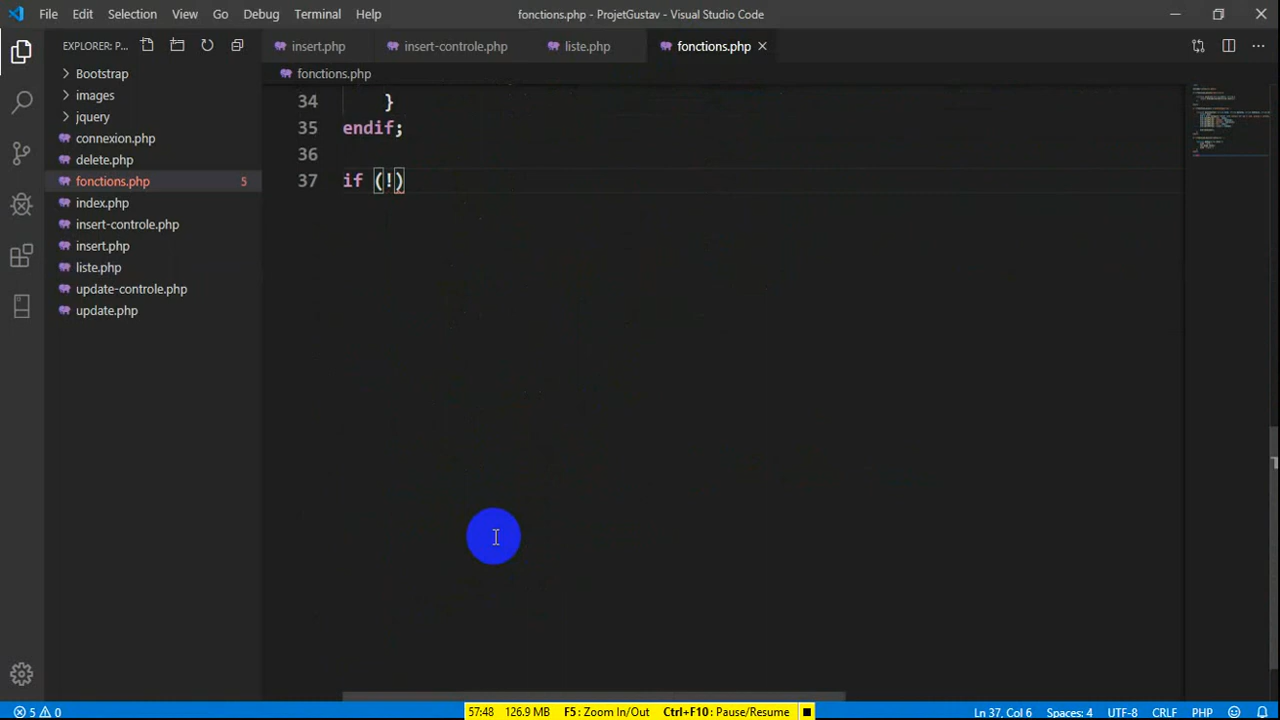 File Edit Selection View Go Debug Terminal Help
fonctions.php - ProjetGustav - Visual Studio Code
EXPLORER: P...
insert.php insert-controle.php liste.php fonctions.php
fonctions.php
Bootstrap
images
jquery
connexion.php
delete.php
fonctions.php 5
index.php
insert-controle.php
insert.php
liste.php
update-controle.php
update.php
34 }
35 endif;
36
37 if (!)
5 0
57:48 126.9 MB F5: Zoom In/Out Ctrl+F10: Pause/Resume
Ln 37, Col 6 Spaces: 4 UTF-8 CRLF PHP